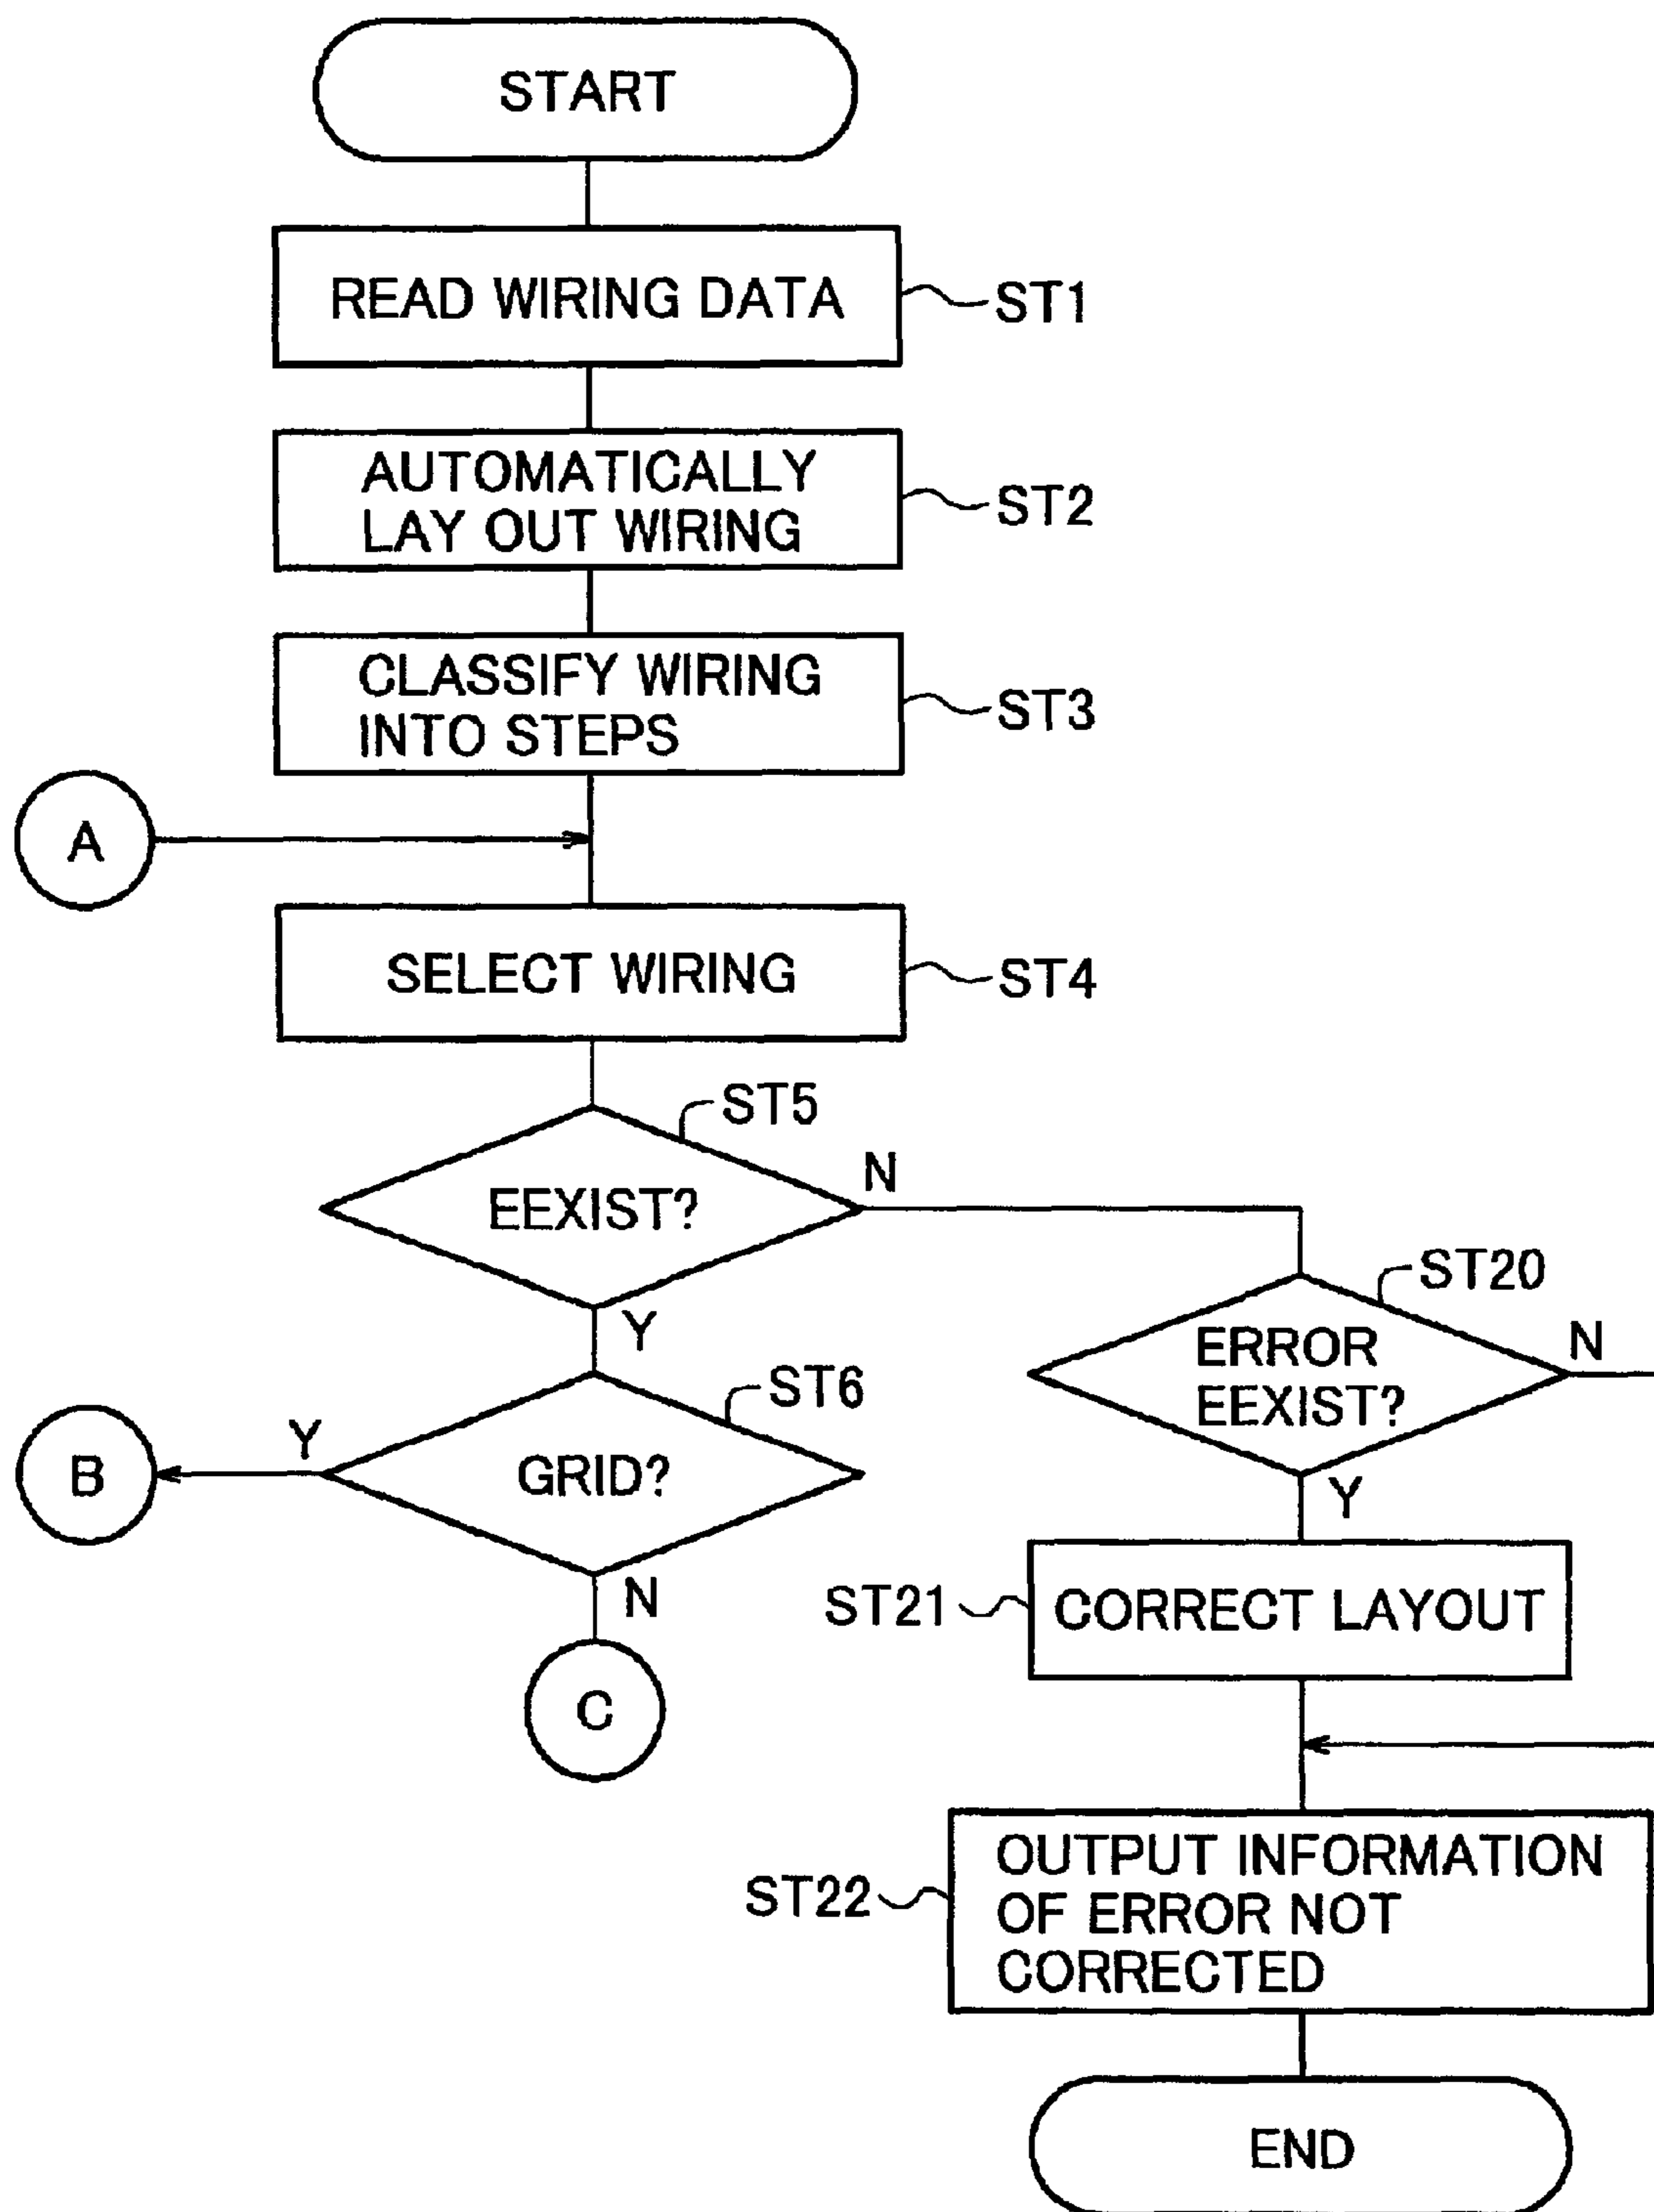 START
READ WIRING DATA
ST1
AUTOMATICALLY
LAY OUT WIRING
ST2
CLASSIFY WIRING
INTO STEPS
ST3
A
SELECT WIRING
ST4
ST5
EEXIST?
N
Y
ST20
ERROR
EEXIST?
N
Y
ST6
GRID?
Y
B
N
C
ST21
CORRECT LAYOUT
ST22
OUTPUT INFORMATION
OF ERROR NOT
CORRECTED
END